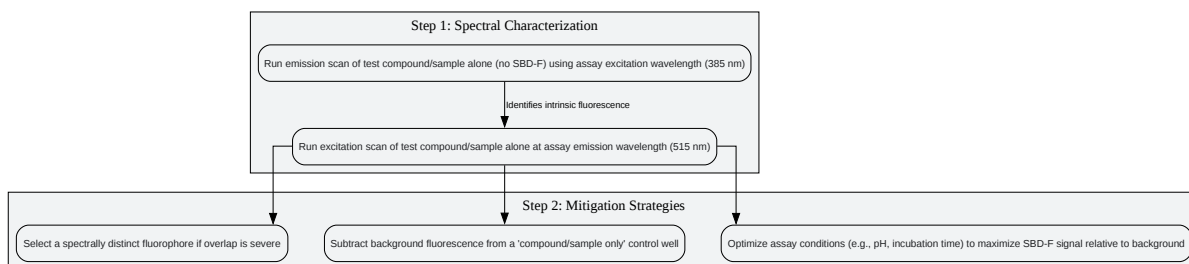 Step 1: Spectral Characterization
Run emission scan of test compound/sample alone (no SBD-F) using assay excitation wavelength (385 nm)
Identifies intrinsic fluorescence
Run excitation scan of test compound/sample alone at assay emission wavelength (515 nm)
Step 2: Mitigation Strategies
Select a spectrally distinct fluorophore if overlap is severe
Subtract background fluorescence from a 'compound/sample only' control well
Optimize assay conditions (e.g., pH, incubation time) to maximize SBD-F signal relative to background